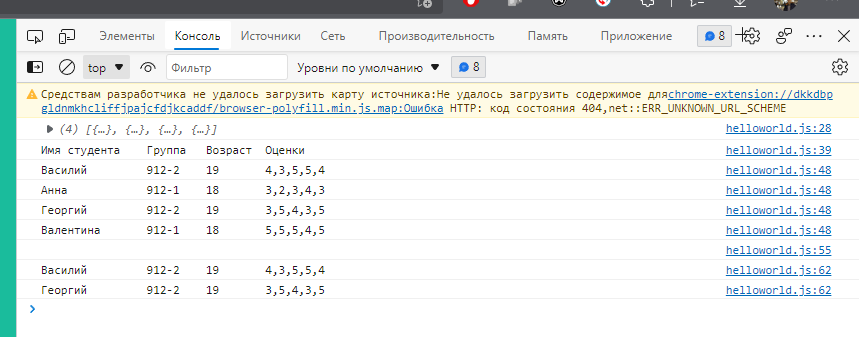 Элементы Консоль Источники Сеть Производительность Память Приложение 8
top Фильтр Уровни по умолчанию 8
Средствам разработчика не удалось загрузить карту источника:Не удалось загрузить содержимое дляchrome-extension://dkkdbp
gldnmkhcliffjpajcfdjkcaddf/browser-polyfill.min.js.map:Ошибка HTTP: код состояния 404,net::ERR_UNKNOWN_URL_SCHEME
(4) [{…}, {…}, {…}, {…}] helloworld.js:28
Имя студента Группа Возраст Оценки helloworld.js:39
Василий 912-2 19 4,3,5,5,4 helloworld.js:48
Анна 912-1 18 3,2,3,4,3 helloworld.js:48
Георгий 912-2 19 3,5,4,3,5 helloworld.js:48
Валентина 912-1 18 5,5,5,4,5 helloworld.js:48
helloworld.js:55
Василий 912-2 19 4,3,5,5,4 helloworld.js:62
Георгий 912-2 19 3,5,4,3,5 helloworld.js:62